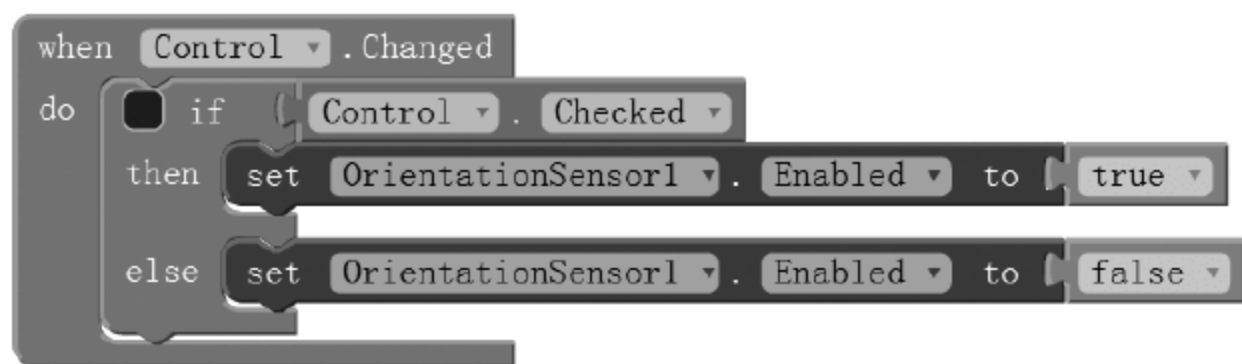 when Control .Changed
do if Control . Checked
then set OrientationSensor1 . Enabled to true
else set OrientationSensor1 . Enabled to false